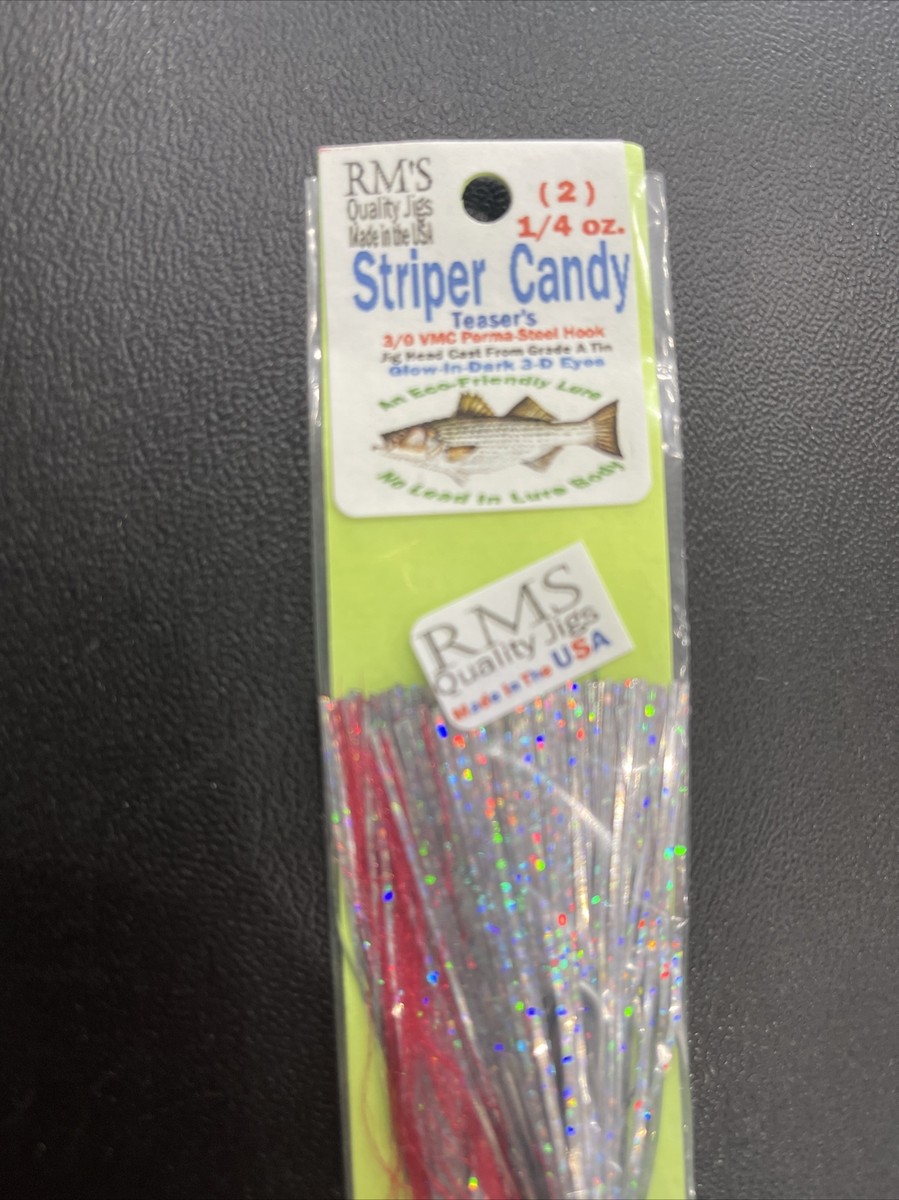 RM'S
Quality Jigs
Made in the USA
( 2 )
1/4 oz.
Striper Candy
Teaser's
3/0 VMC Perma-Steel Hook
Jig Head Cast From Grade A Tin
Glow-In-Dark 3-D Eyes
An Eco-Friendly Lure
No Lead In Lure Body
RMS
Quality Jigs
Made In The USA